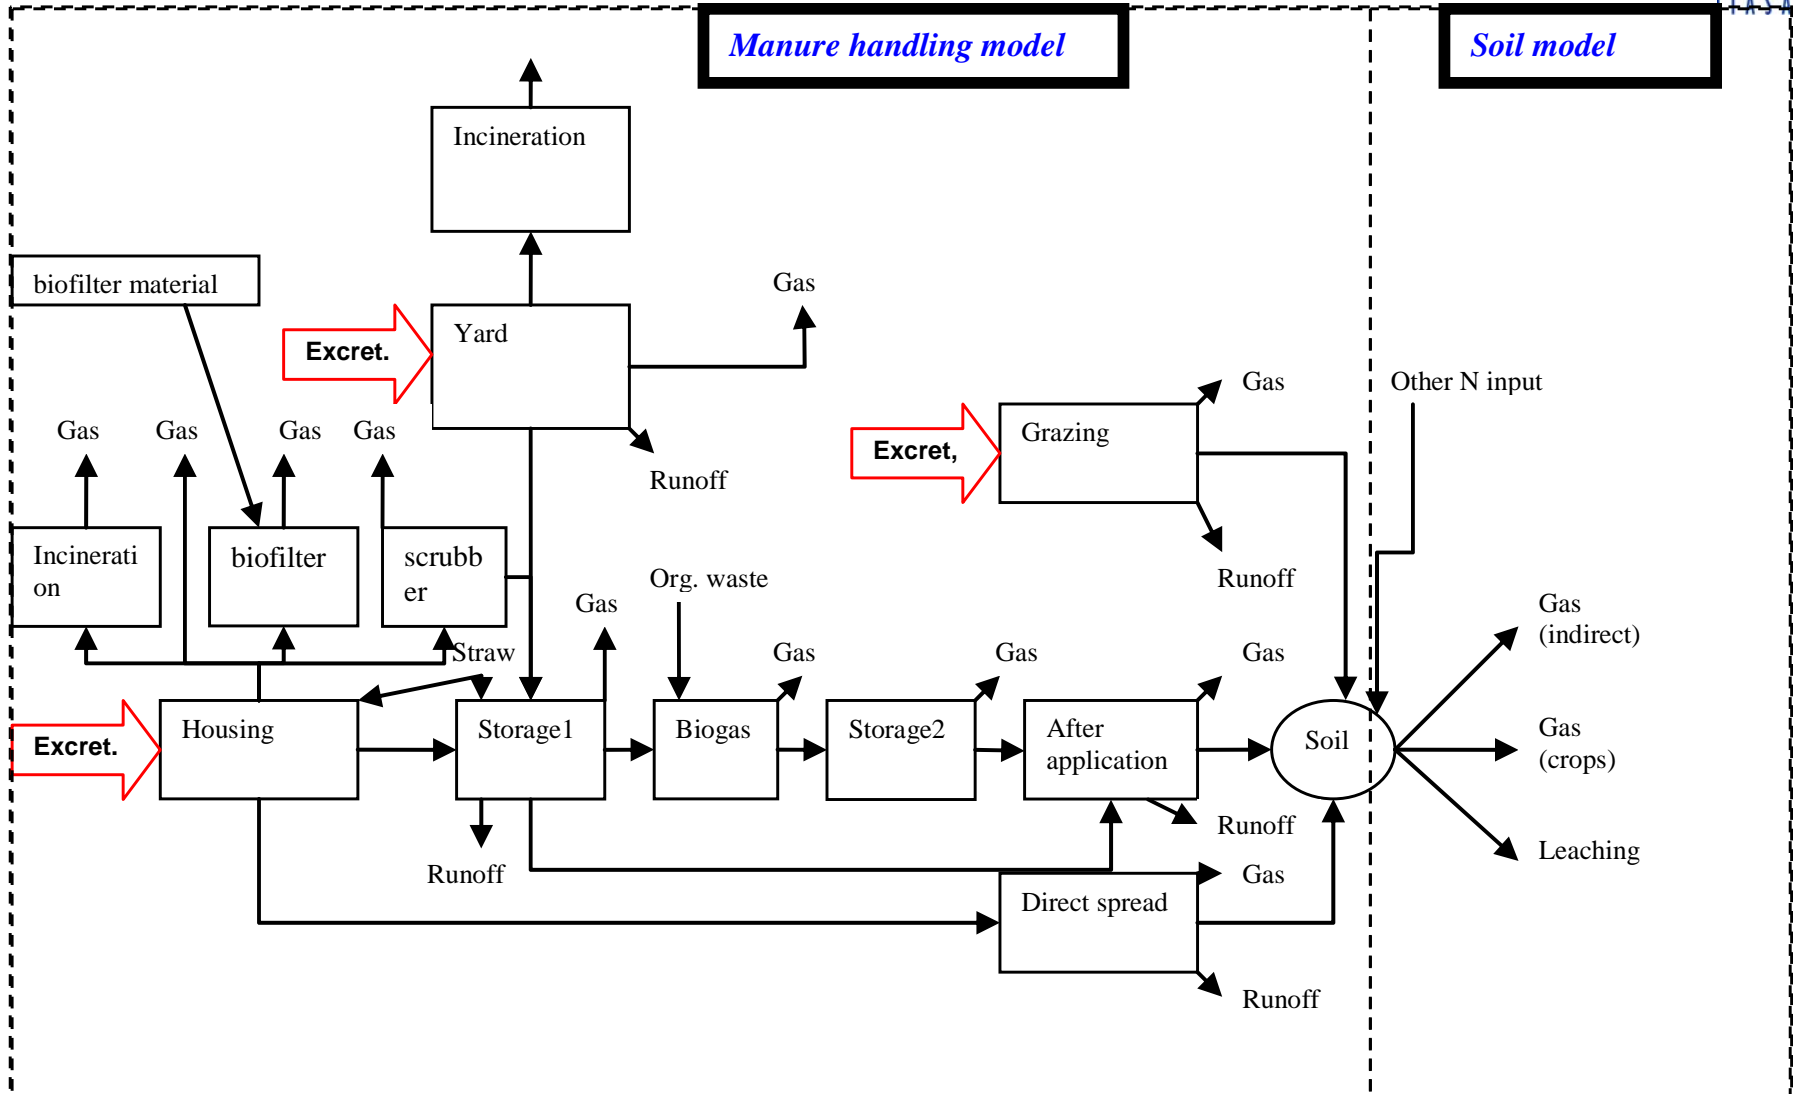 IIASA
Manure handling model
Soil model
Incineration
biofilter material
Gas
Yard
Excret.
Gas
Other N input
Gas
Gas
Gas
Gas
Grazing
Excret,
Runoff
Incinerati
on
biofilter
scrubb
er
Org. waste
Runoff
Gas
Gas
(indirect)
Straw
Gas
Gas
Gas
Housing
Storage1
Biogas
Storage2
After
application
Soil
Gas
(crops)
Excret.
Runoff
Leaching
Runoff
Gas
Direct spread
Runoff